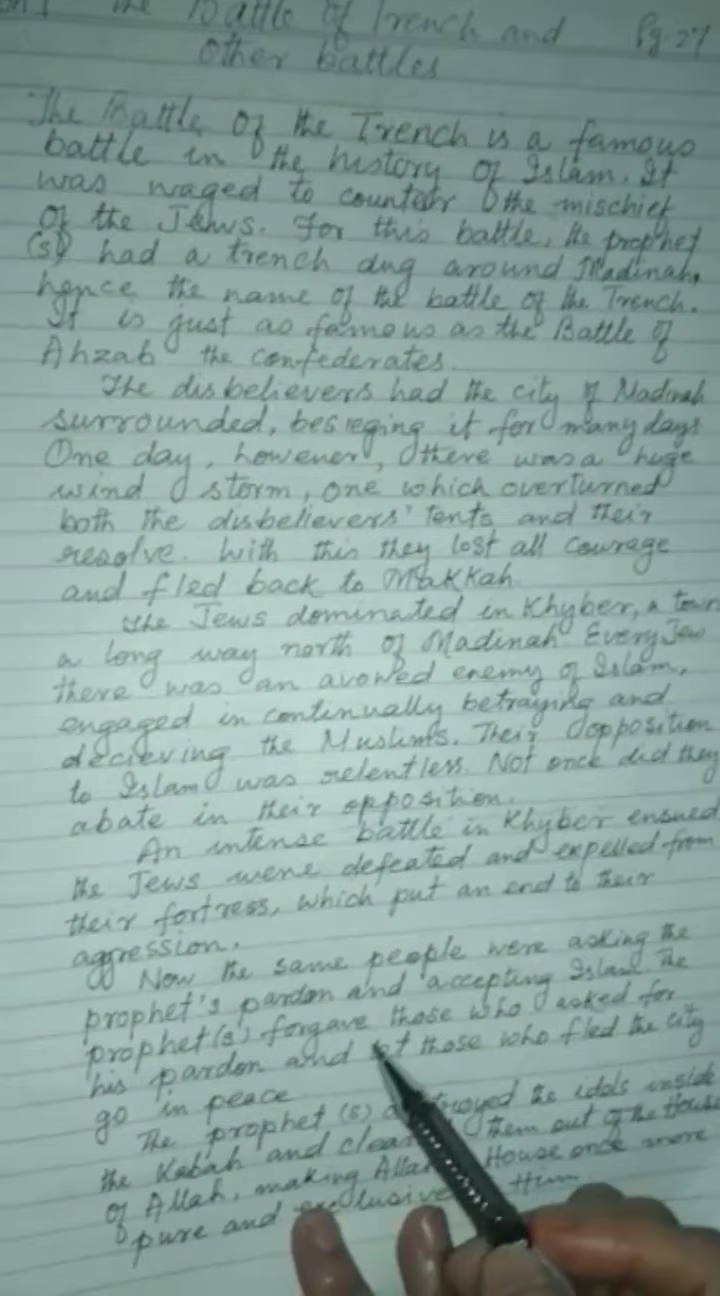 The Battle of Trench and Pg. 27
Other battles
The Battle Of the Trench is a famous
battle in the history of Islam. It
was waged to counter the mischief
Of the Jews. For this battle, the prophet
(s) had a trench dug around Madinah,
hence the name of the battle of the Trench.
It is just as famous as the Battle of
Ahzab the confederates.
The disbelievers had the city of Madinah
surrounded, besieging it for many days
One day, however, there was a huge
wind storm, one which overturned
both the disbelievers' tents and their
resolve. With this they lost all courage
and fled back to Makkah.
The Jews dominated in Khyber, a town
a long way north of Madinah. Every Jew
there was an avowed enemy of Islam,
engaged in continually betraying and
decieving the Muslims. Their opposition
to Islam was relentless. Not once did they
abate in their opposition.
An intense battle in Khyber ensued
the Jews were defeated and expelled from
their fortress, which put an end to their
aggression.
Now the same people were asking the
prophet's pardon and accepting Islam. The
prophet (s) forgave those who asked for
his pardon and let those who fled the city
go in peace
The prophet (s) destroyed the idols inside
the Kabah and them out of the House
of Allah, making Allah House once more
pure and exclusive Him